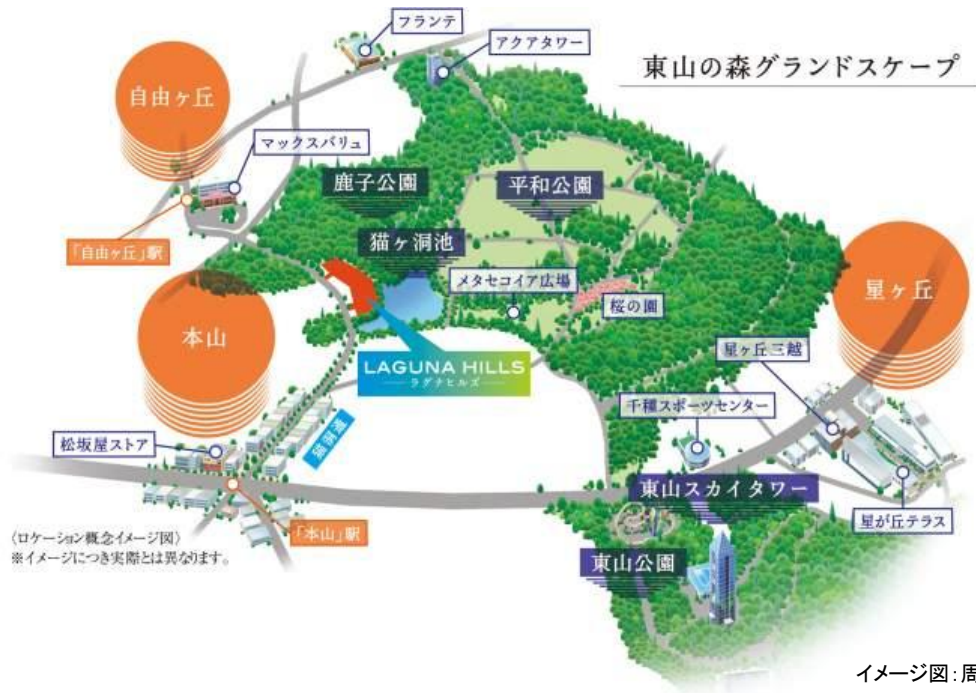 フランテ
アクアタワー
東山の森グランドスケープ
自由ヶ丘
マックスバリュ
鹿子公園
平和公園
「自由ヶ丘」駅
猫ヶ洞池
メタセコイア広場
桜の園
星ヶ丘
本山
LAGUNA HILLS
ラグナヒルズ
星ヶ丘三越
千種スポーツセンター
松坂屋ストア
東山スカイタワー
星が丘テラス
「本山」駅
〈ロケーション概念イメージ図〉
※イメージにつき実際とは異なります。
東山公園
イメージ図:周